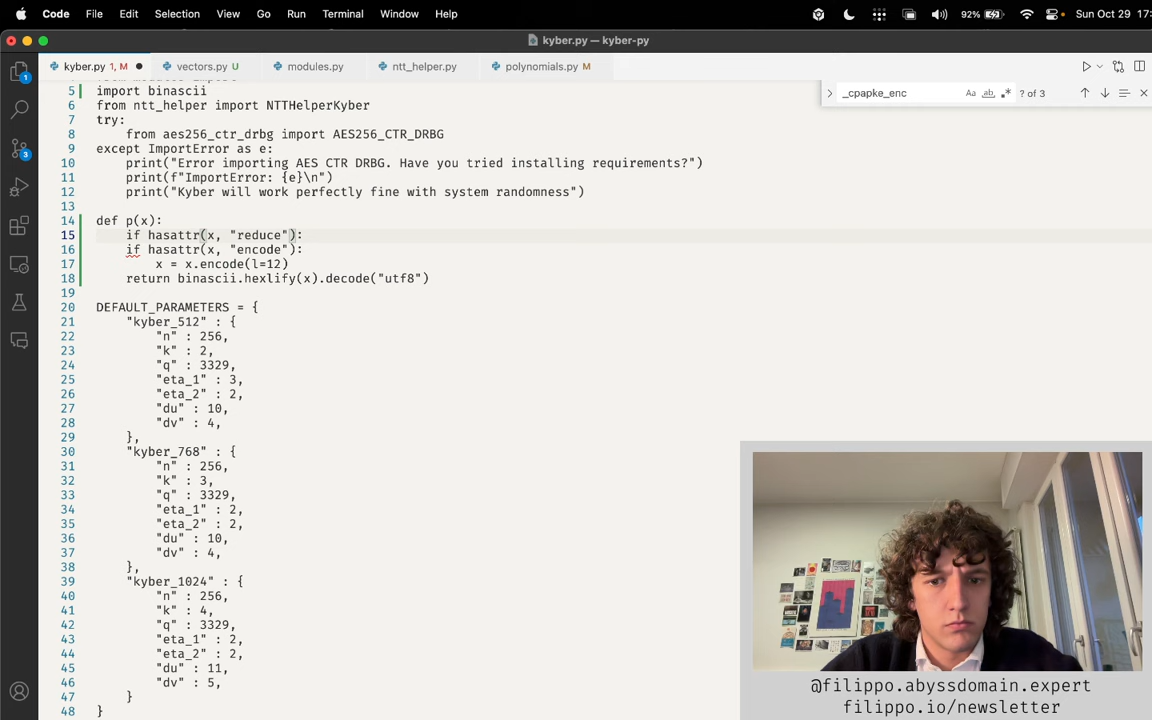 Code File Edit Selection View Go Run Terminal Window Help 92% Sun Oct 29 17:
kyber.py — kyber-py
kyber.py 1, M vectors.py U modules.py ntt_helper.py polynomials.py M
_cpapke_enc Aa ab .* ? of 3
5 import binascii
6 from ntt_helper import NTTHelperKyber
7 try:
8 from aes256_ctr_drbg import AES256_CTR_DRBG
9 except ImportError as e:
10 print("Error importing AES CTR DRBG. Have you tried installing requirements?")
11 print(f"ImportError: {e}\n")
12 print("Kyber will work perfectly fine with system randomness")
13
14 def p(x):
15 if hasattr(x, "reduce"):
16 if hasattr(x, "encode"):
17 x = x.encode(l=12)
18 return binascii.hexlify(x).decode("utf8")
19
20 DEFAULT_PARAMETERS = {
21 "kyber_512" : {
22 "n" : 256,
23 "k" : 2,
24 "q" : 3329,
25 "eta_1" : 3,
26 "eta_2" : 2,
27 "du" : 10,
28 "dv" : 4,
29 },
30 "kyber_768" : {
31 "n" : 256,
32 "k" : 3,
33 "q" : 3329,
34 "eta_1" : 2,
35 "eta_2" : 2,
36 "du" : 10,
37 "dv" : 4,
38 },
39 "kyber_1024" : {
40 "n" : 256,
41 "k" : 4,
42 "q" : 3329,
43 "eta_1" : 2,
44 "eta_2" : 2,
45 "du" : 11,
46 "dv" : 5,
47 }
48 }
1
3
@filippo.abyssdomain.expert
filippo.io/newsletter